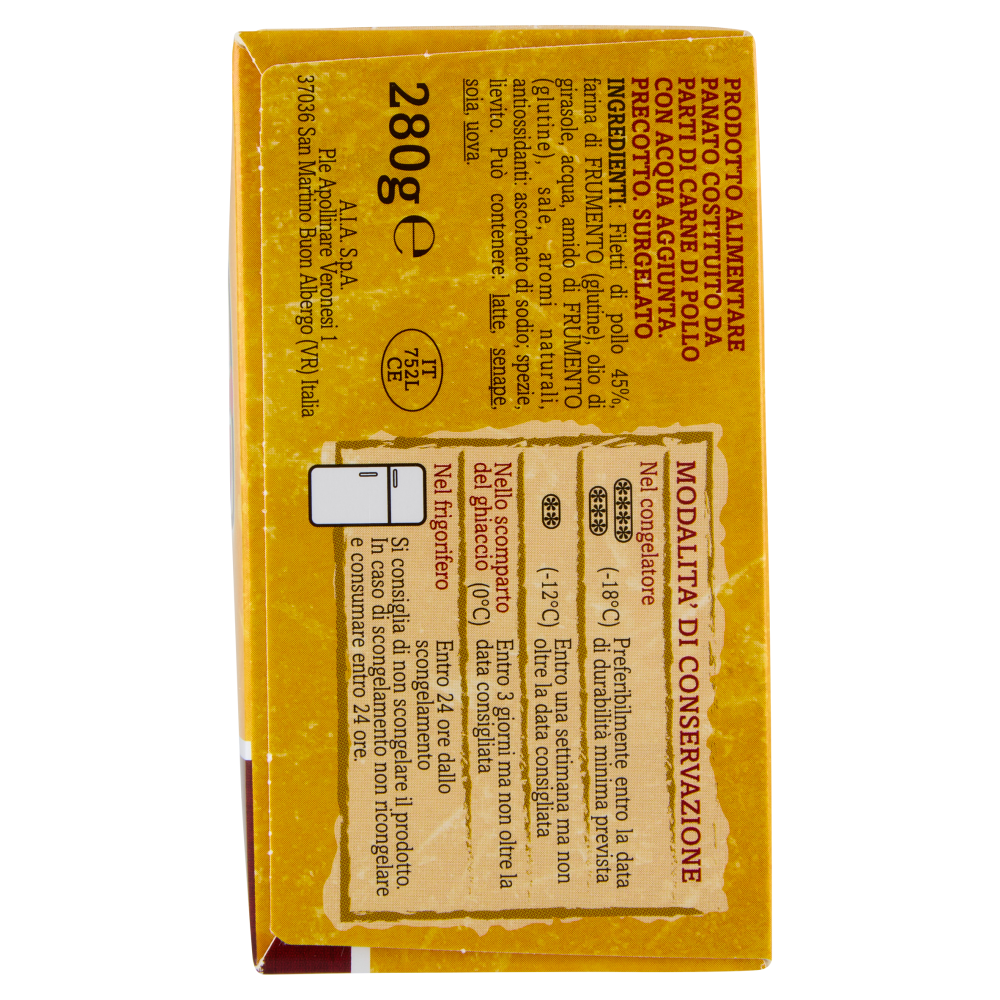 PRODOTTO ALIMENTARE
PANATO COSTITUITO DA
PARTI DI CARNE DI POLLO
CON ACQUA AGGIUNTA.
PRECOTTO. SURGELATO
INGREDIENTI: Filetti di pollo 45%,
farina di FRUMENTO (glutine), olio di
girasole, acqua, amido di FRUMENTO
(glutine), sale, aromi naturali,
antiossidanti: ascorbato di sodio; spezie,
lievito. Può contenere: latte, senape,
soia, uova.
280g e
IT
752L
CE
A.I.A. S.p.A.
P.le Apollinare Veronesi 1
37036 San Martino Buon Albergo (VR) Italia
MODALITA' DI CONSERVAZIONE
Nel congelatore
**** *** (-18°C) Preferibilmente entro la data
di durabilità minima prevista
** (-12°C) Entro una settimana ma non
oltre la data consigliata
Nello scomparto
del ghiaccio (0°C) Entro 3 giorni ma non oltre la
data consigliata
Nel frigorifero Entro 24 ore dallo
scongelamento
Si consiglia di non scongelare il prodotto.
In caso di scongelamento non ricongelare
e consumare entro 24 ore.